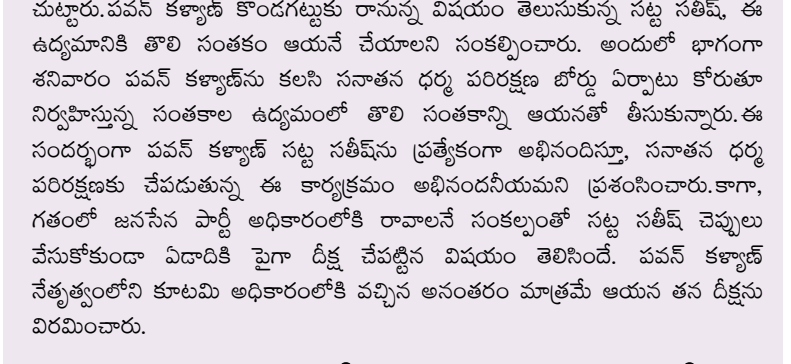 చుట్టారు.పవన్ కళ్యాణ్ కొండగట్టుకు రానున్న విషయం తెలుసుకున్న సట్ట సతీష్, ఈ
ఉద్యమానికి తొలి సంతకం ఆయనే చేయాలని సంకల్పించారు. అందులో భాగంగా
శనివారం పవన్ కళ్యాణ్‌ను కలసి సనాతన ధర్మ పరిరక్షణ బోర్డు ఏర్పాటు కోరుతూ
నిర్వహిస్తున్న సంతకాల ఉద్యమంలో తొలి సంతకాన్ని ఆయనతో తీసుకున్నారు.ఈ
సందర్భంగా పవన్ కళ్యాణ్ సట్ట సతీష్‌ను ప్రత్యేకంగా అభినందిస్తూ, సనాతన ధర్మ
పరిరక్షణకు చేపడుతున్న ఈ కార్యక్రమం అభినందనీయమని ప్రశంసించారు.కాగా,
గతంలో జనసేన పార్టీ అధికారంలోకి రావాలనే సంకల్పంతో సట్ట సతీష్ చెప్పులు
వేసుకోకుండా ఏడాదికి పైగా దీక్ష చేపట్టిన విషయం తెలిసిందే. పవన్ కళ్యాణ్
నేతృత్వంలోని కూటమి అధికారంలోకి వచ్చిన అనంతరం మాత్రమే ఆయన తన దీక్షను
విరమించారు.